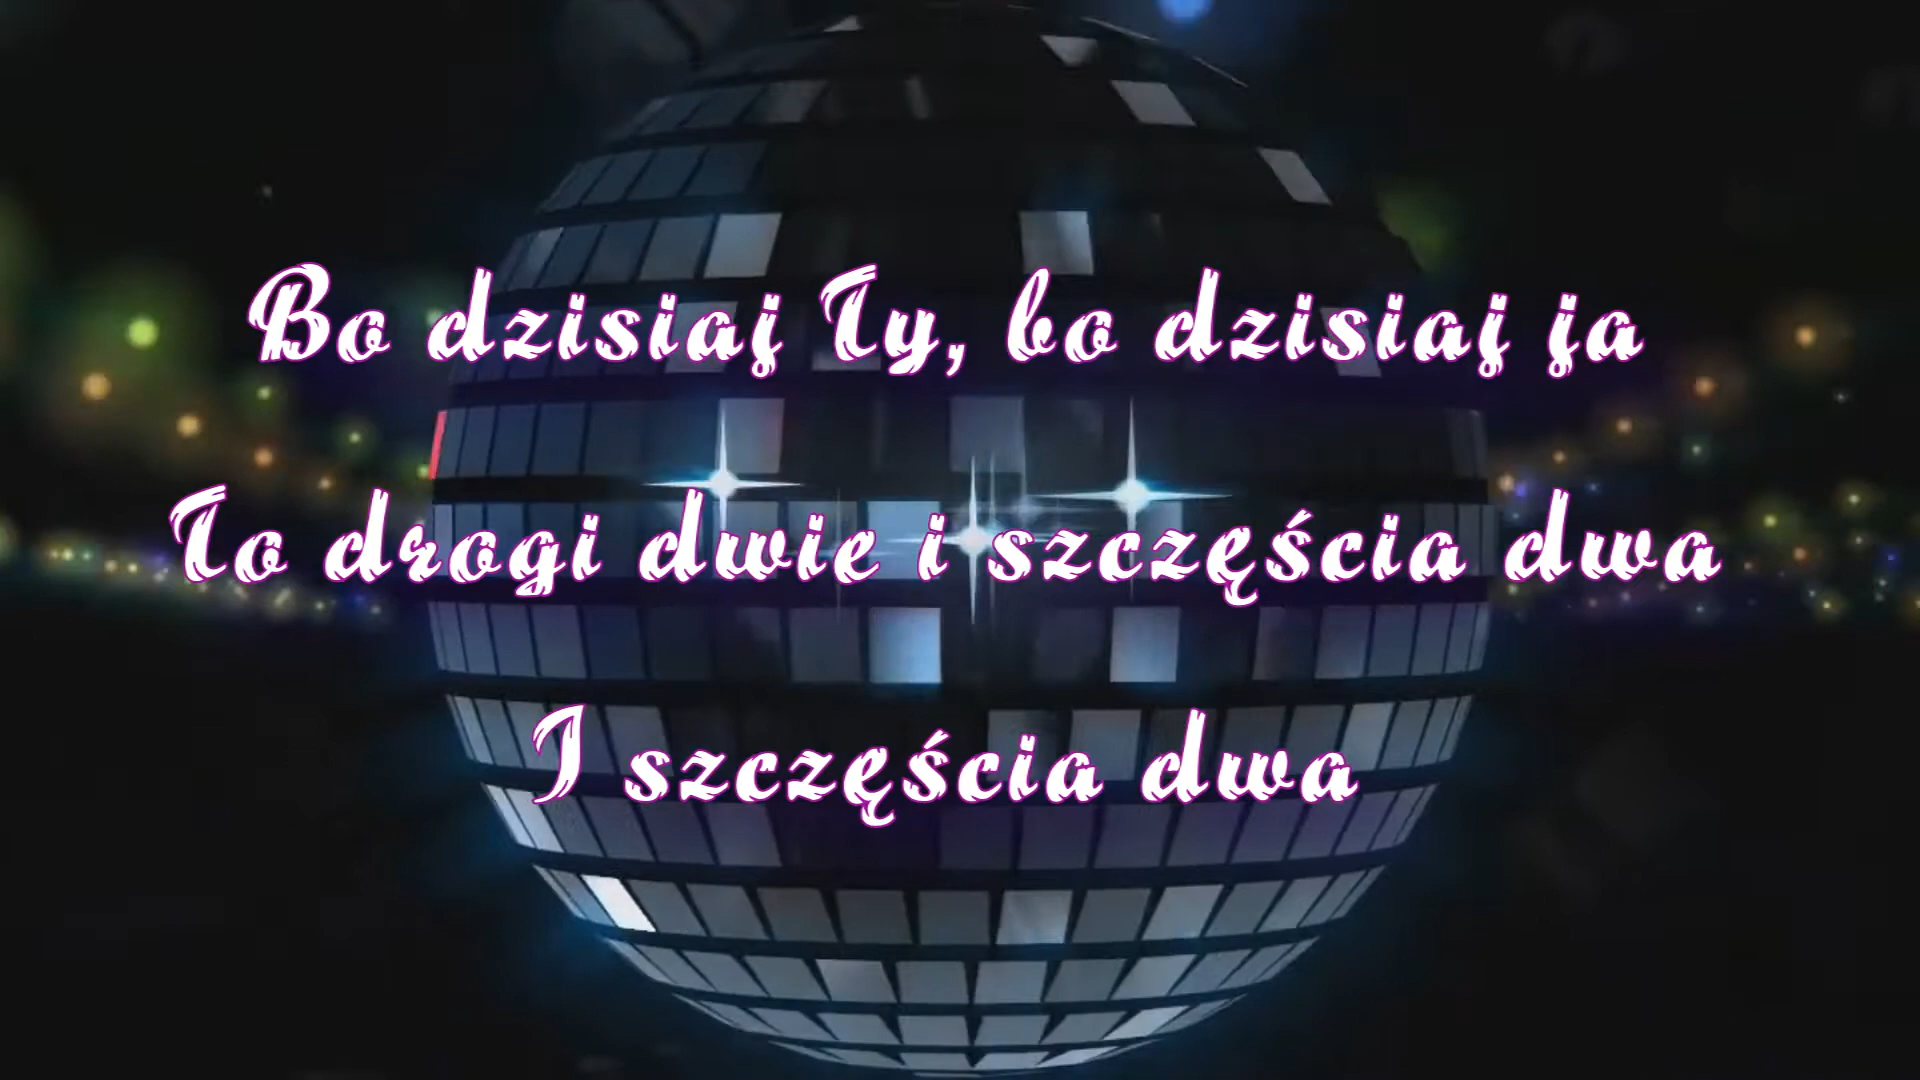 Bo dzisiaj Ty, bo dzisiaj ja
To drogi dwie i szczęścia dwa
I szczęścia dwa